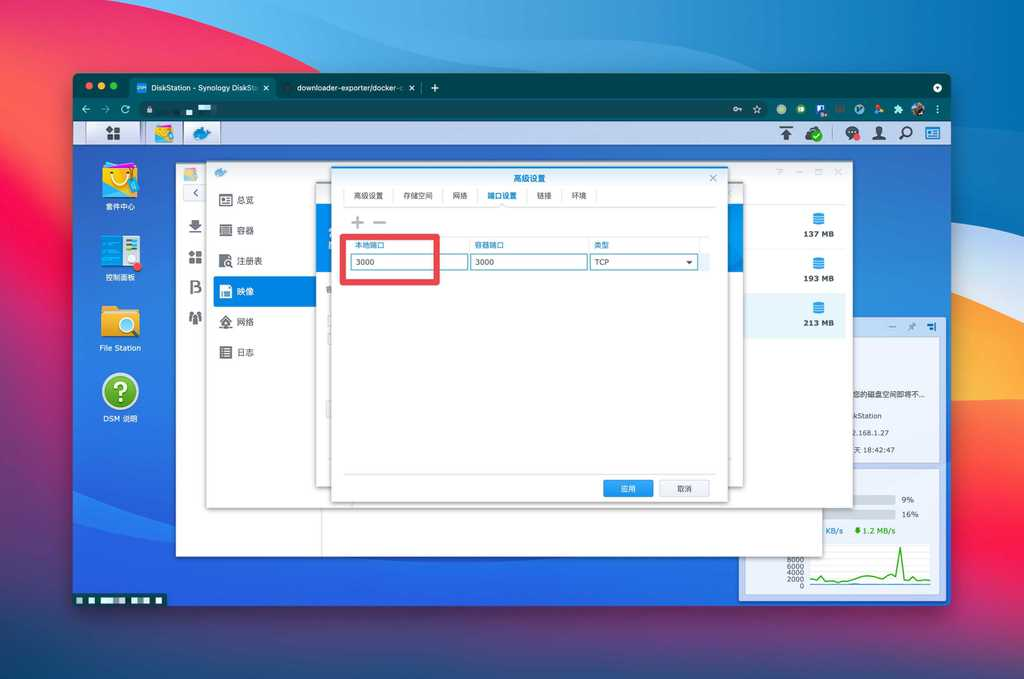 DiskStation - Synology DiskSta
downloader-exporter/docker-c
套件中心
控制面板
File Station
DSM 说明
总览
容器
注册表
映像
网络
日志
高级设置
高级设置
存储空间
网络
端口设置
链接
环境
本地端口
容器端口
类型
3000
3000
TCP
应用
取消
137 MB
193 MB
213 MB
您的磁盘空间即将不...
kStation
2.168.1.27
天 18:42:47
9%
16%
KB/s
1.2 MB/s
8000
6000
4000
2000
0